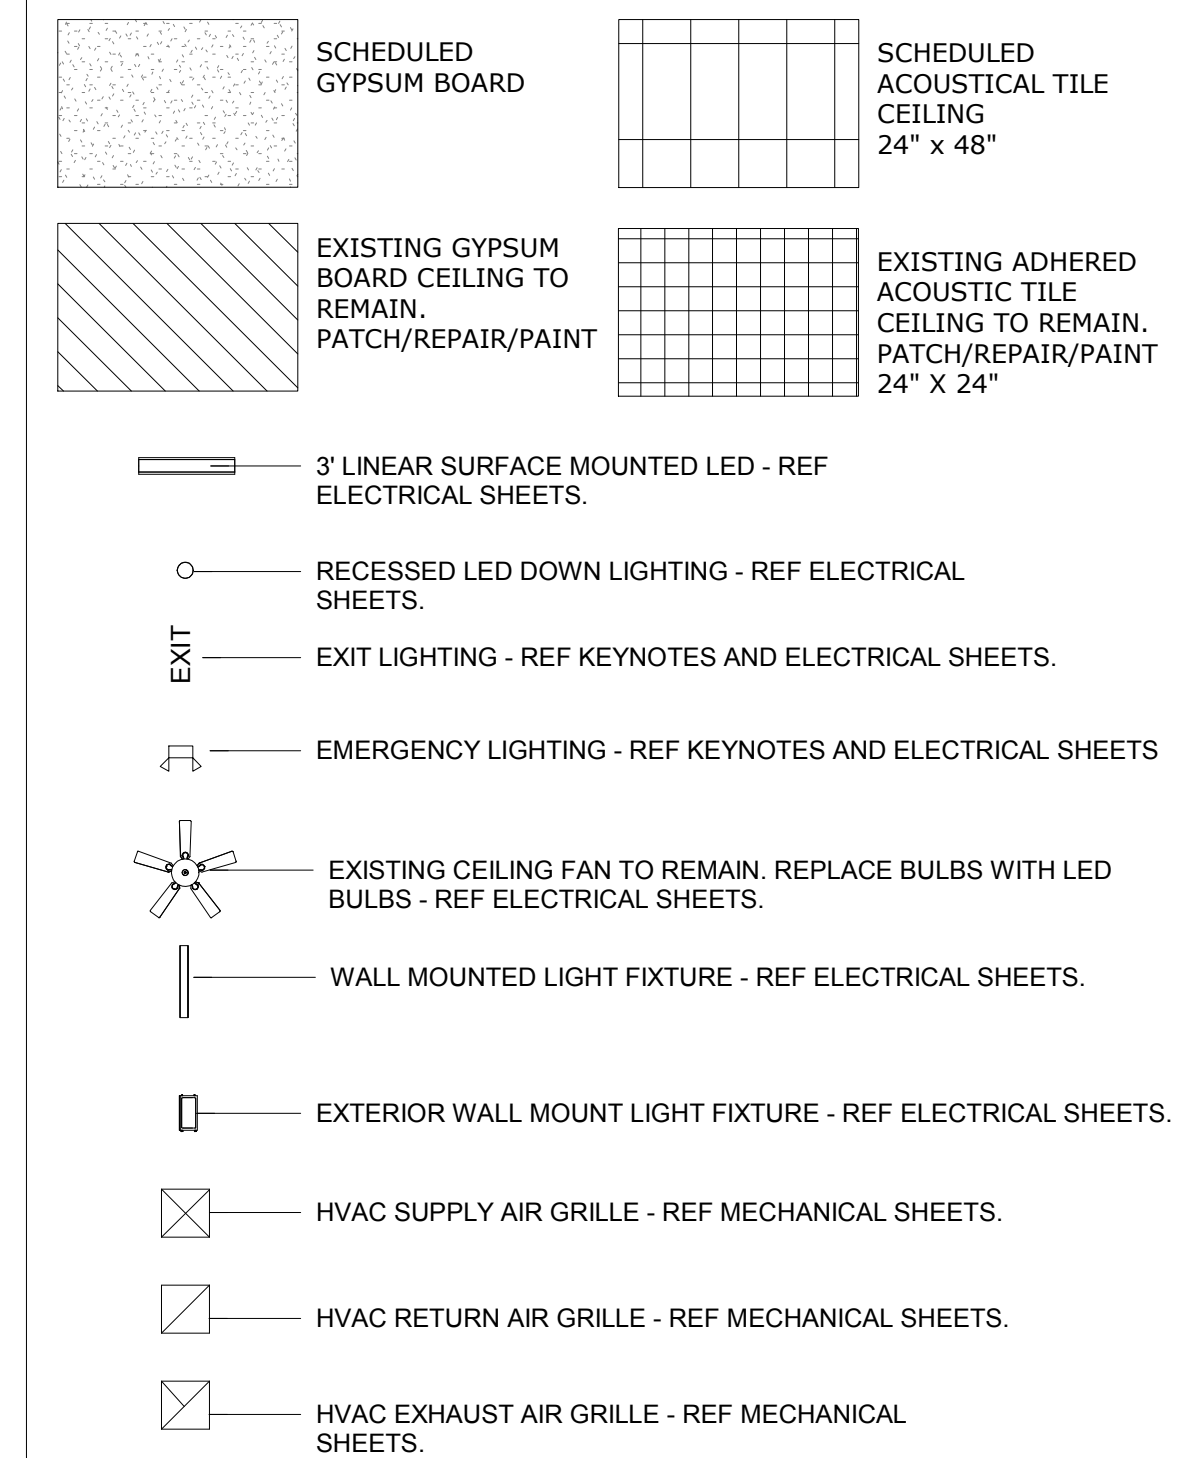 SCHEDULED
GYPSUM BOARD
SCHEDULED
ACOUSTICAL TILE
CEILING
24" x 48"
EXISTING GYPSUM
BOARD CEILING TO
REMAIN.
PATCH/REPAIR/PAINT
EXISTING ADHERED
ACOUSTIC TILE
CEILING TO REMAIN.
PATCH/REPAIR/PAINT
24" X 24"
3' LINEAR SURFACE MOUNTED LED - REF
ELECTRICAL SHEETS.
RECESSED LED DOWN LIGHTING - REF ELECTRICAL
SHEETS.
EXIT
EXIT LIGHTING - REF KEYNOTES AND ELECTRICAL SHEETS.
EMERGENCY LIGHTING - REF KEYNOTES AND ELECTRICAL SHEETS
EXISTING CEILING FAN TO REMAIN. REPLACE BULBS WITH LED
BULBS - REF ELECTRICAL SHEETS.
WALL MOUNTED LIGHT FIXTURE - REF ELECTRICAL SHEETS.
EXTERIOR WALL MOUNT LIGHT FIXTURE - REF ELECTRICAL SHEETS.
HVAC SUPPLY AIR GRILLE - REF MECHANICAL SHEETS.
HVAC RETURN AIR GRILLE - REF MECHANICAL SHEETS.
HVAC EXHAUST AIR GRILLE - REF MECHANICAL
SHEETS.